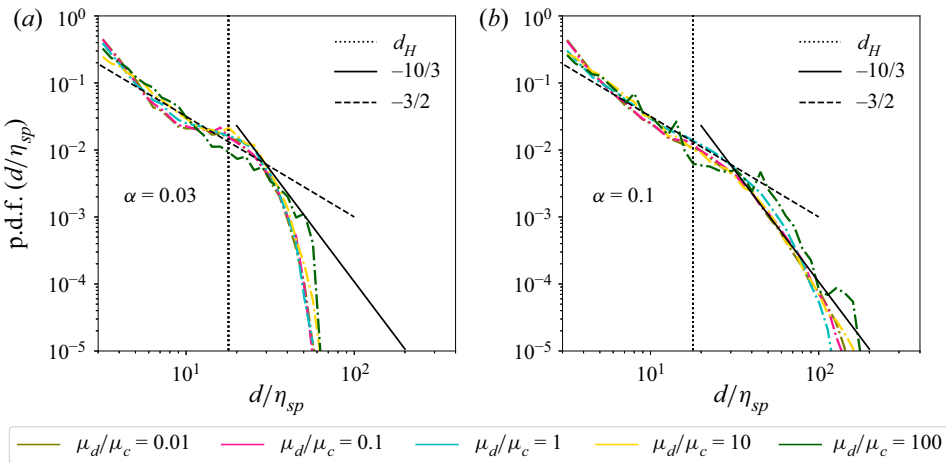 (a)
10^0
10^-1
10^-2
10^-3
10^-4
10^-5
p.d.f. (d/η_sp)
d_H
–10/3
–3/2
α = 0.03
10^1
10^2
d/η_sp
(b)
10^0
10^-1
10^-2
10^-3
10^-4
10^-5
d_H
–10/3
–3/2
α = 0.1
10^1
10^2
d/η_sp
μ_d/μ_c = 0.01
μ_d/μ_c = 0.1
μ_d/μ_c = 1
μ_d/μ_c = 10
μ_d/μ_c = 100